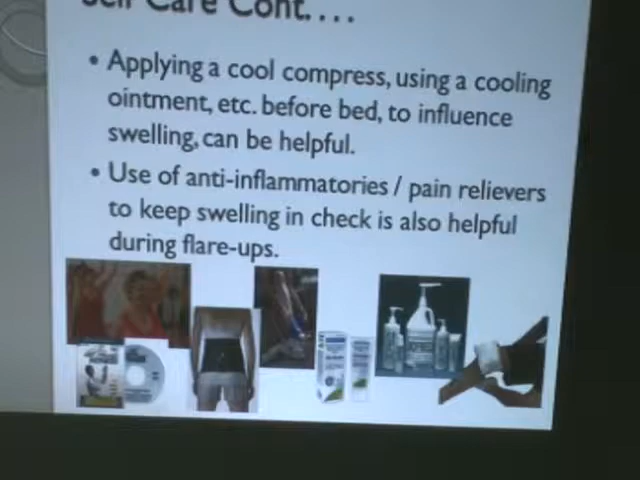 Self Care Cont. . . .
• Applying a cool compress, using a cooling
ointment, etc. before bed, to influence
swelling, can be helpful.
• Use of anti-inflammatories / pain relievers
to keep swelling in check is also helpful
during flare-ups.